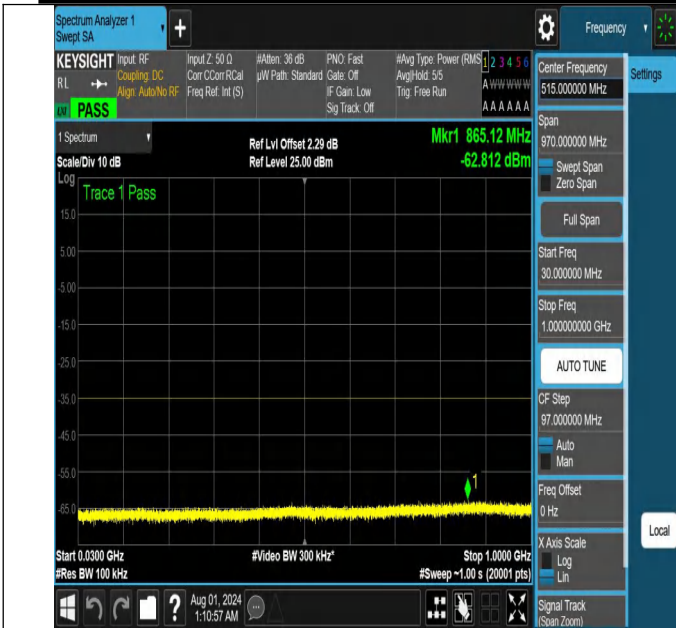 Spectrum Analyzer 1
Swept SA
+
Frequency
KEYSIGHT
RL
PASS
Input: RF
Coupling: DC
Align: Auto/No RF
Input Z: 50 Ω
Corr CCorr RCal
Freq Ref: Int (S)
#Atten: 36 dB
µW Path: Standard
PNO: Fast
Gate: Off
IF Gain: Low
Sig Track: Off
#Avg Type: Power (RMS
Avg|Hold: 5/5
Trig: Free Run
1 2 3 4 5 6
A W W W W W
A A A A A A
1 Spectrum
Scale/Div 10 dB
Log
Ref Lvl Offset 2.29 dB
Ref Level 25.00 dBm
Mkr1 865.12 MHz
-62.812 dBm
Trace 1 Pass
15.0
5.00
-5.00
-15.0
-25.0
-35.0
-45.0
-55.0
-65.0
1
Start 0.0300 GHz
#Res BW 100 kHz
#Video BW 300 kHz*
Stop 1.0000 GHz
#Sweep ~1.00 s (20001 pts)
?
Aug 01, 2024
1:10:57 AM
Center Frequency
515.000000 MHz
Span
970.000000 MHz
Swept Span
Zero Span
Full Span
Start Freq
30.000000 MHz
Stop Freq
1.000000000 GHz
AUTO TUNE
CF Step
97.000000 MHz
Auto
Man
Freq Offset
0 Hz
X Axis Scale
Log
Lin
Signal Track
(Span Zoom)
Settings
Local